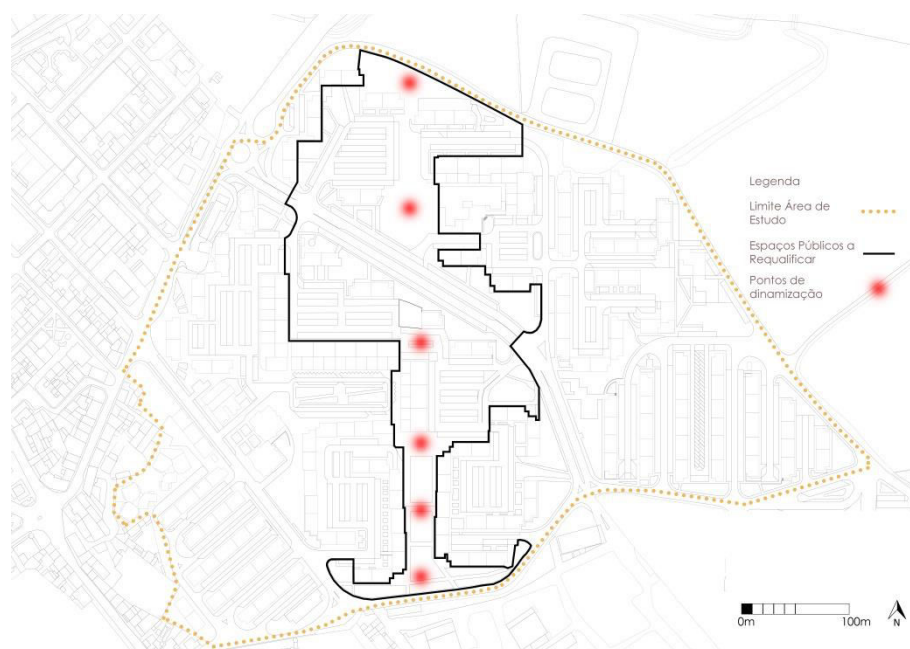 Legenda
Limite Área de
Estudo
Espaços Públicos a
Requalificar
Pontos de
dinamização
0m
100m
N